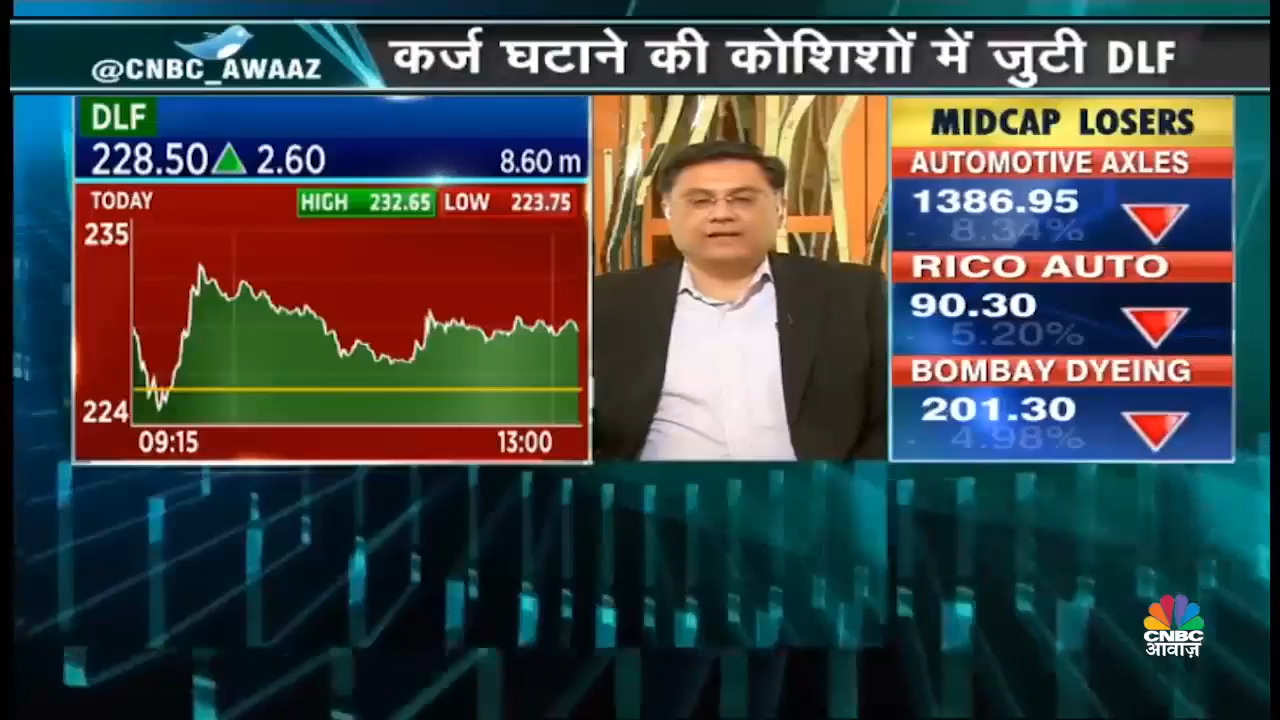 @CNBC_AWAAZ
कर्ज घटाने की कोशिशों में जुटी DLF
DLF
228.50 2.60 8.60 m
TODAY HIGH 232.65 LOW 223.75
235
224
09:15 13:00
MIDCAP LOSERS
AUTOMOTIVE AXLES
1386.95
- 8.34%
RICO AUTO
90.30
- 5.20%
BOMBAY DYEING
201.30
- 4.98%
CNBC
आवाज़